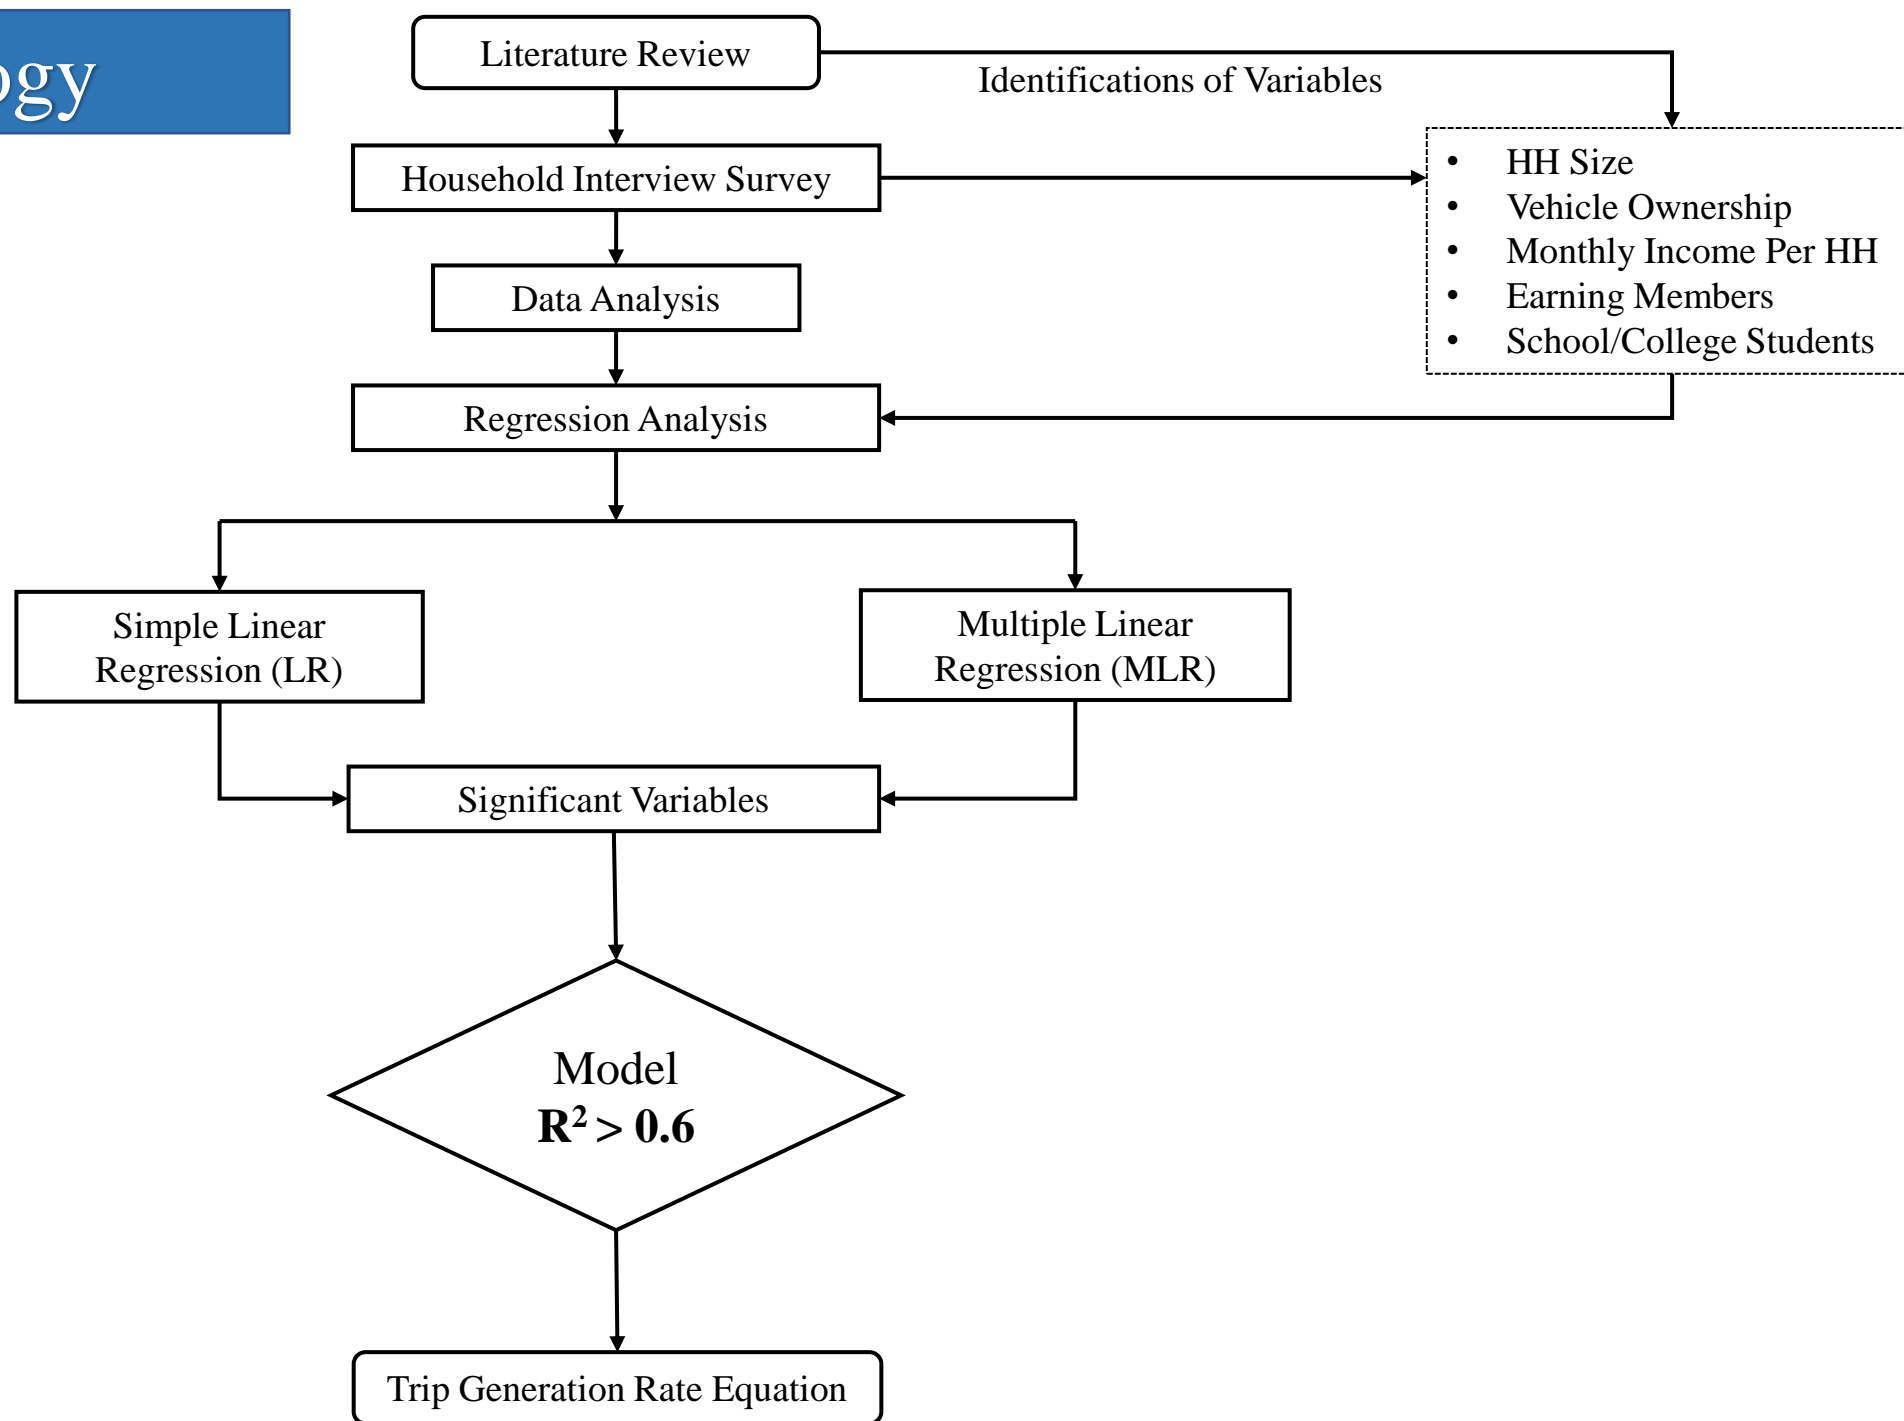 ogy
Literature Review
Identifications of Variables
Household Interview Survey
• HH Size
• Vehicle Ownership
• Monthly Income Per HH
• Earning Members
• School/College Students
Data Analysis
Regression Analysis
Simple Linear
Regression (LR)
Multiple Linear
Regression (MLR)
Significant Variables
Model
R² > 0.6
Trip Generation Rate Equation